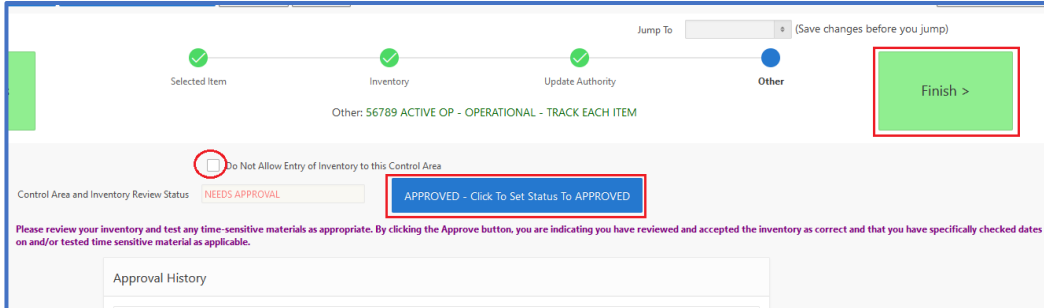 Jump To
(Save changes before you jump)
Selected Item
Inventory
Update Authority
Other
Finish >
Other: 56789 ACTIVE OP - OPERATIONAL - TRACK EACH ITEM
Do Not Allow Entry of Inventory to this Control Area
Control Area and Inventory Review Status
NEEDS APPROVAL
APPROVED - Click To Set Status To APPROVED
Please review your inventory and test any time-sensitive materials as appropriate. By clicking the Approve button, you are indicating you have reviewed and accepted the inventory as correct and that you have specifically checked dates
on and/or tested time sensitive material as applicable.
Approval History